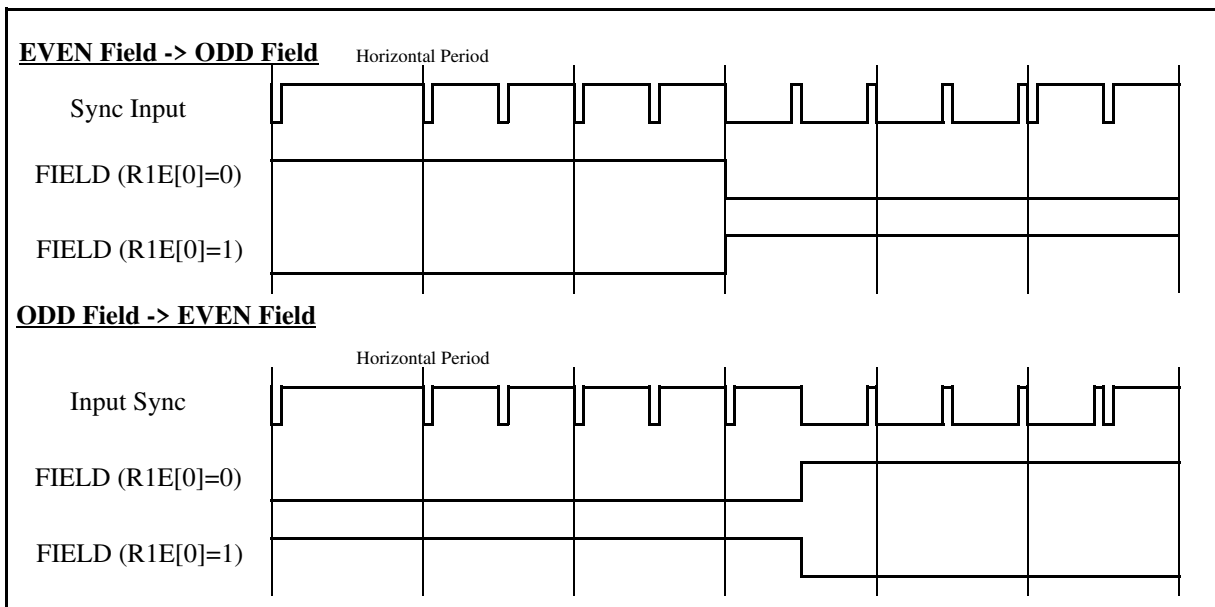 EVEN Field -> ODD Field
Horizontal Period
Sync Input
FIELD (R1E[0]=0)
FIELD (R1E[0]=1)
ODD Field -> EVEN Field
Horizontal Period
Input Sync
FIELD (R1E[0]=0)
FIELD (R1E[0]=1)